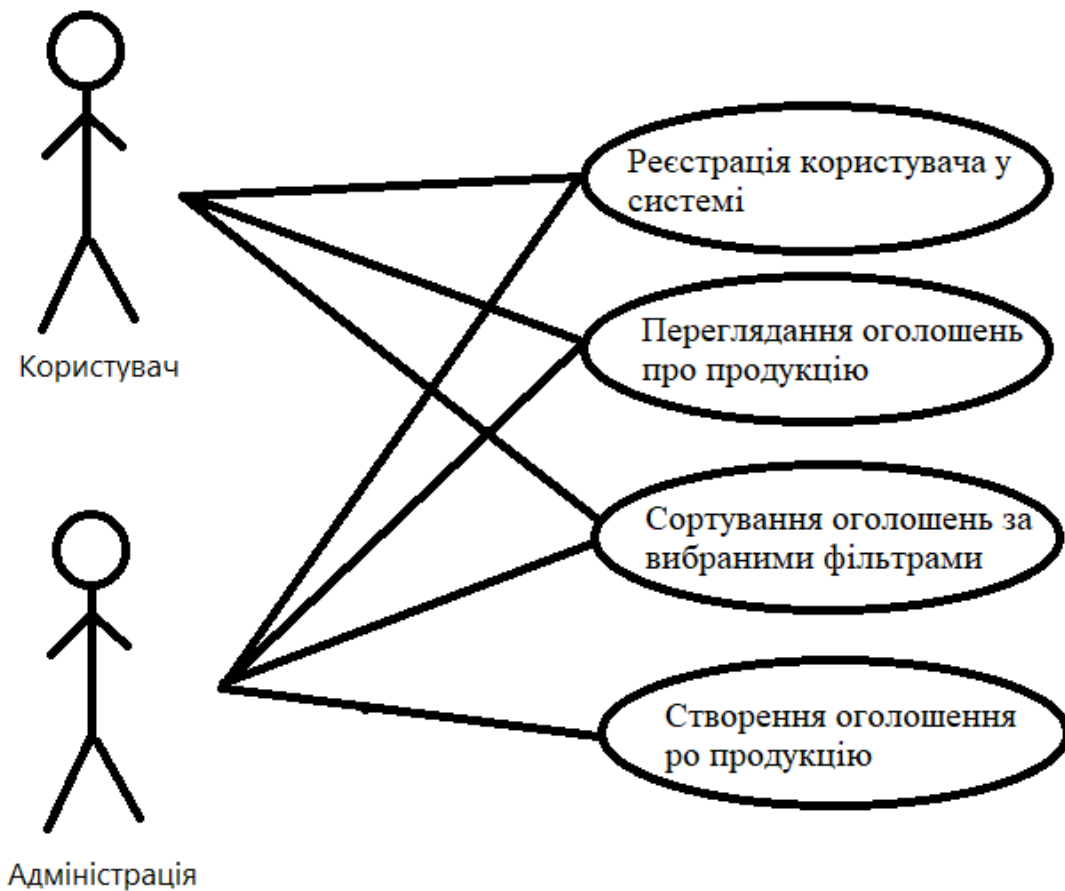 Реєстрація користувача у
системі
Переглядання оголошень
про продукцію
Користувач
Сортування оголошень за
вибраними фільтрами
Створення оголошення
ро продукцію
Адміністрація